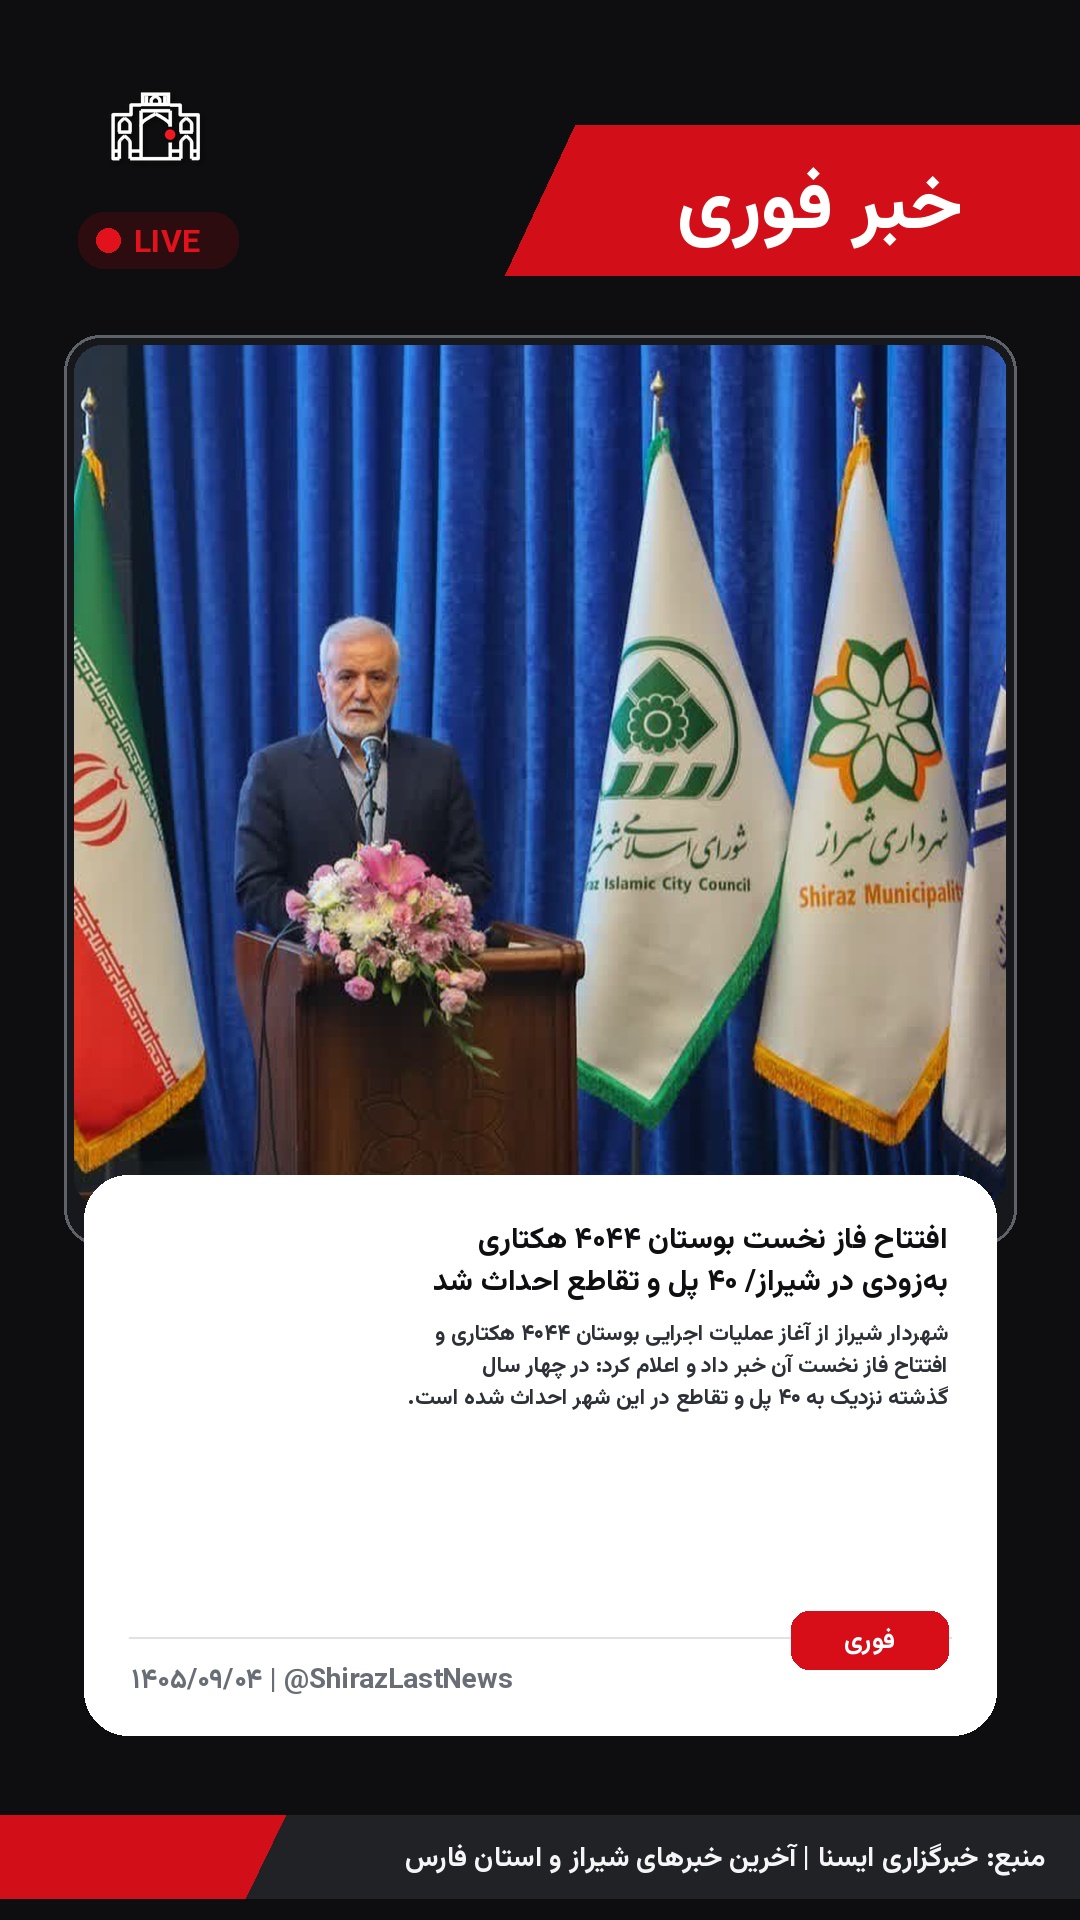 خبر فوری
LIVE
شورای اسلامی شهر
Islamic City Council
شهرداری شیراز
Shiraz Municipality
افتتاح فاز نخست بوستان ۴۰۴۴ هکتاری
به‌زودی در شیراز/ ۴۰ پل و تقاطع احداث شد
شهردار شیراز از آغاز عملیات اجرایی بوستان ۴۰۴۴ هکتاری و
افتتاح فاز نخست آن خبر داد و اعلام کرد: در چهار سال
گذشته نزدیک به ۴۰ پل و تقاطع در این شهر احداث شده است.
فوری
۱۴۰۵/۰۹/۰۴ | @ShirazLastNews
منبع: خبرگزاری ایسنا | آخرین خبرهای شیراز و استان فارس